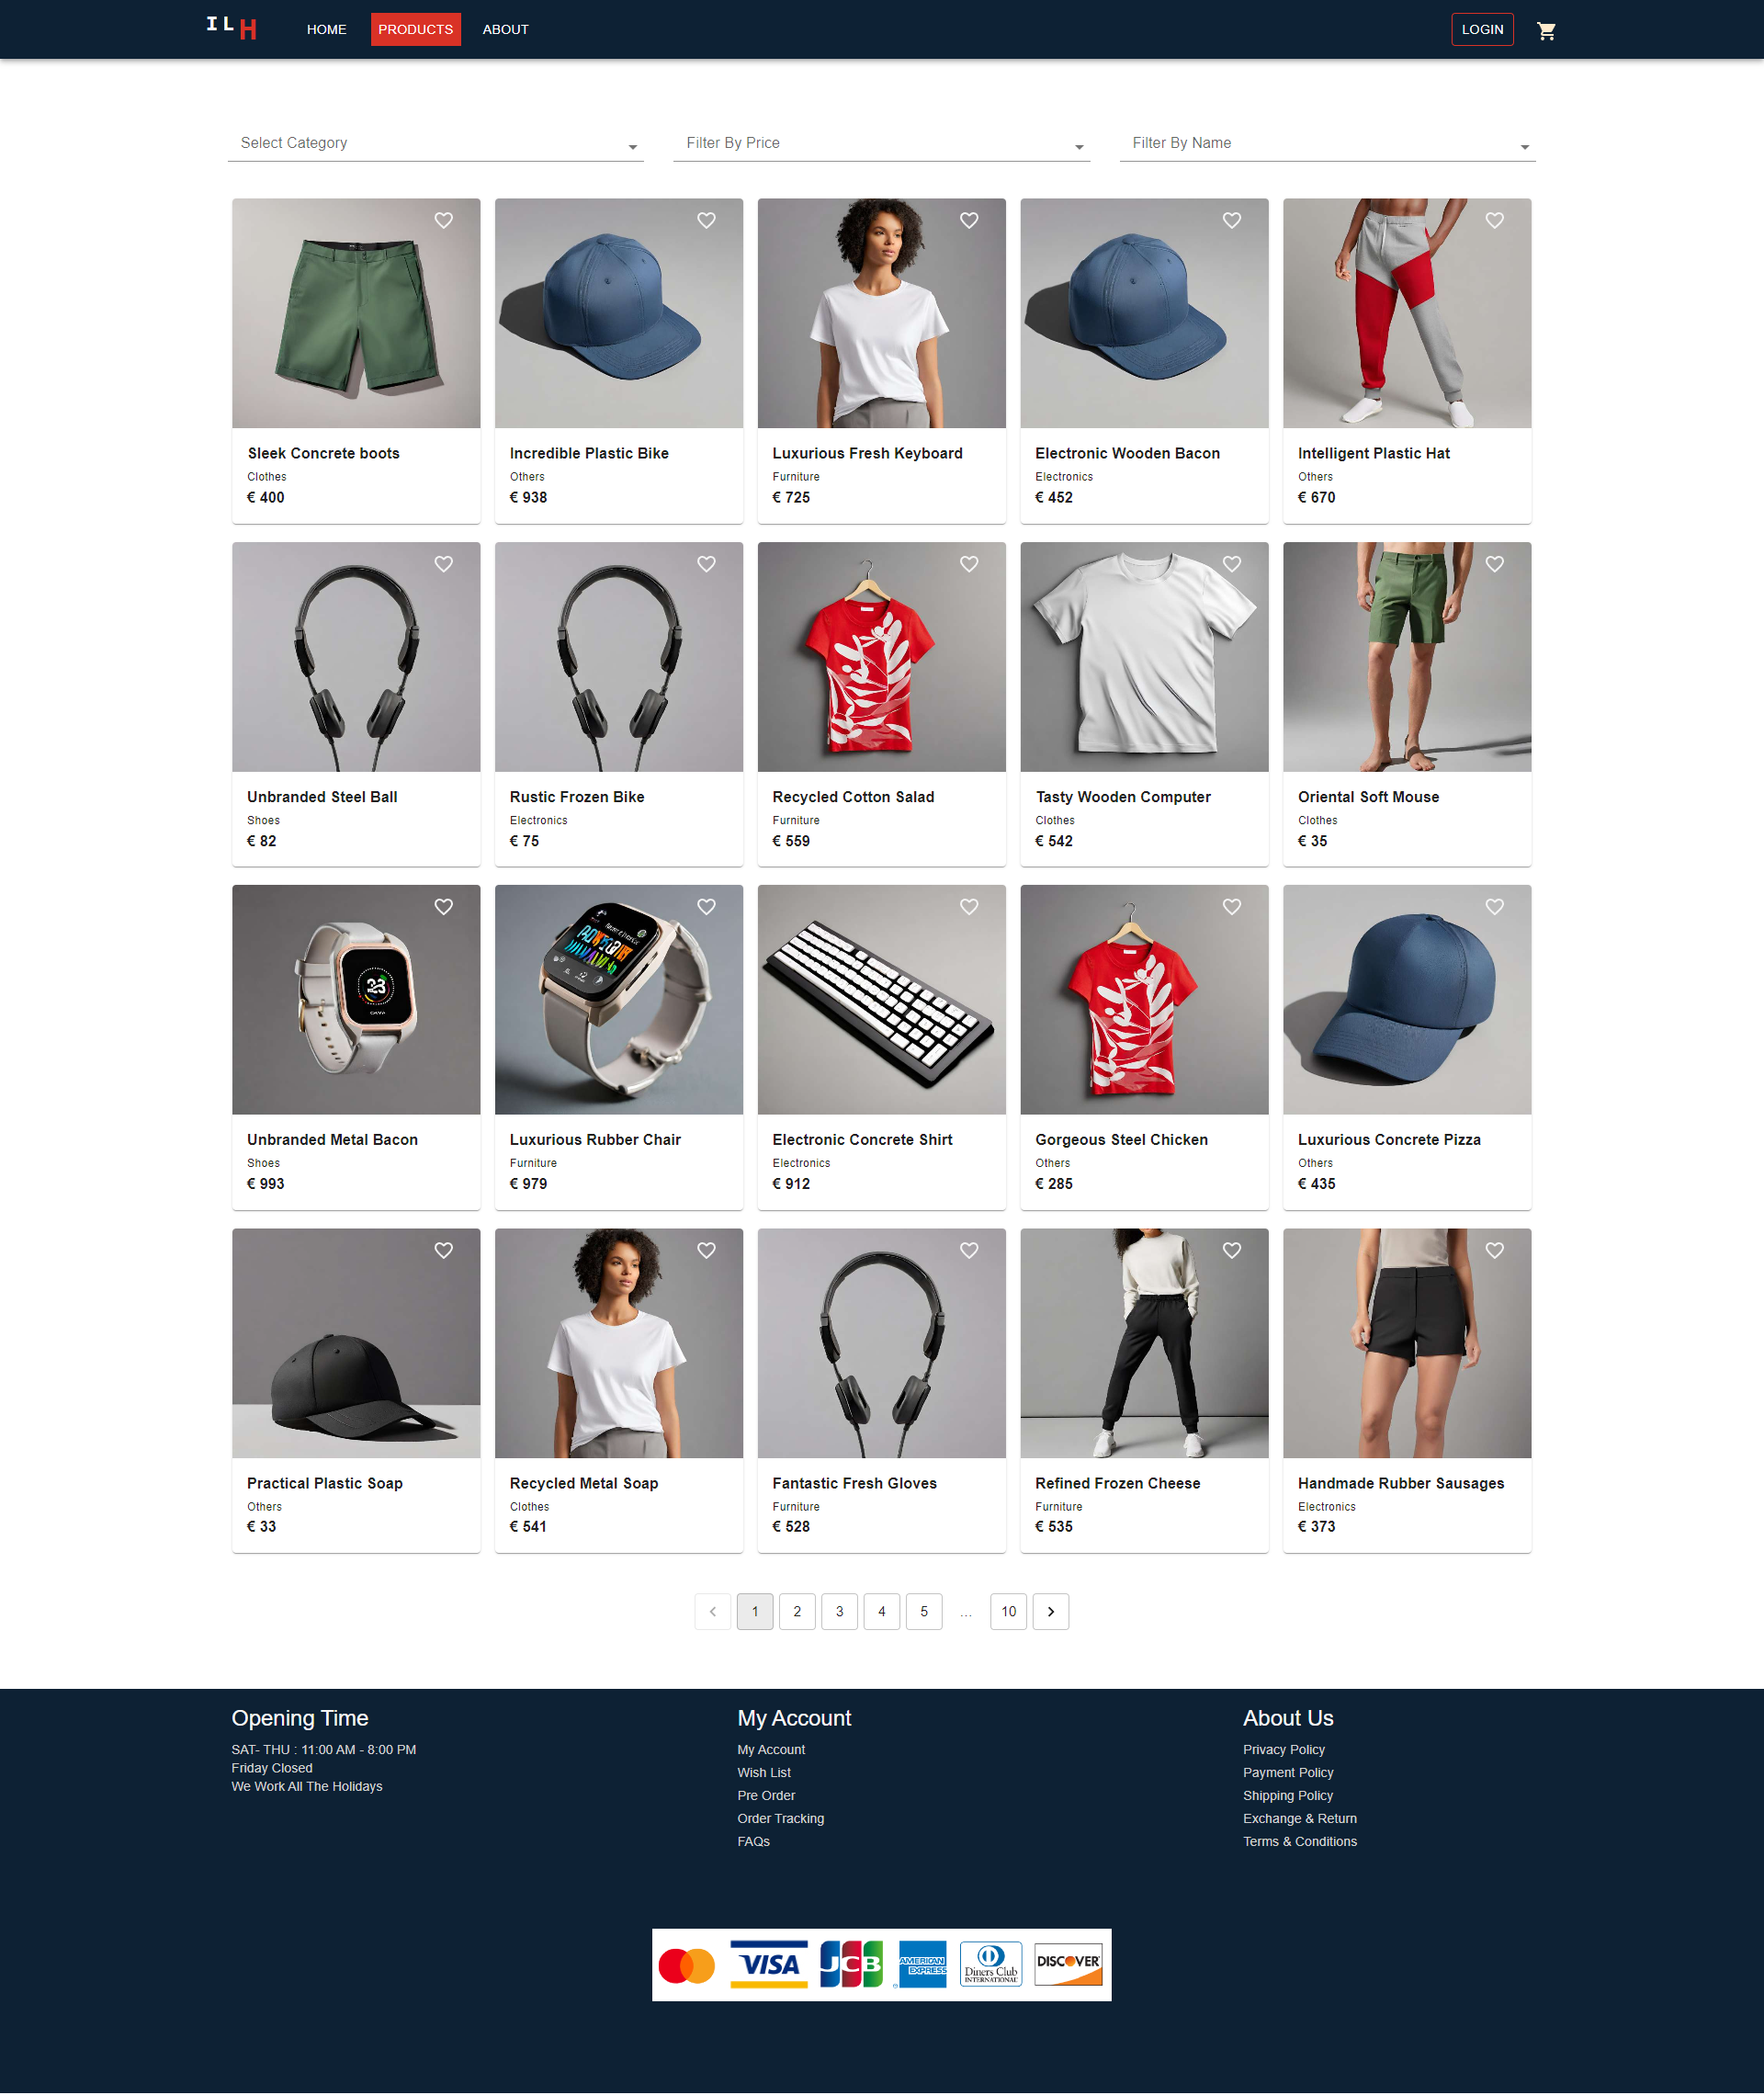 IL H
HOME PRODUCTS ABOUT LOGIN
Select Category Filter By Price Filter By Name
Sleek Concrete boots
Clothes
€ 400
Incredible Plastic Bike
Others
€ 938
Luxurious Fresh Keyboard
Furniture
€ 725
Electronic Wooden Bacon
Electronics
€ 452
Intelligent Plastic Hat
Others
€ 670
Unbranded Steel Ball
Shoes
€ 82
Rustic Frozen Bike
Electronics
€ 75
Recycled Cotton Salad
Furniture
€ 559
Tasty Wooden Computer
Clothes
€ 542
Oriental Soft Mouse
Clothes
€ 35
23
Unbranded Metal Bacon
Shoes
€ 993
Luxurious Rubber Chair
Furniture
€ 979
Electronic Concrete Shirt
Electronics
€ 912
Gorgeous Steel Chicken
Others
€ 285
Luxurious Concrete Pizza
Others
€ 435
Practical Plastic Soap
Others
€ 33
Recycled Metal Soap
Clothes
€ 541
Fantastic Fresh Gloves
Furniture
€ 528
Refined Frozen Cheese
Furniture
€ 535
Handmade Rubber Sausages
Electronics
€ 373
1 2 3 4 5 … 10
Opening Time
SAT- THU : 11:00 AM - 8:00 PM
Friday Closed
We Work All The Holidays
My Account
My Account
Wish List
Pre Order
Order Tracking
FAQs
About Us
Privacy Policy
Payment Policy
Shipping Policy
Exchange & Return
Terms & Conditions
VISA
JCB
AMERICAN
EXPRESS
Diners Club
INTERNATIONAL
DISCOVER